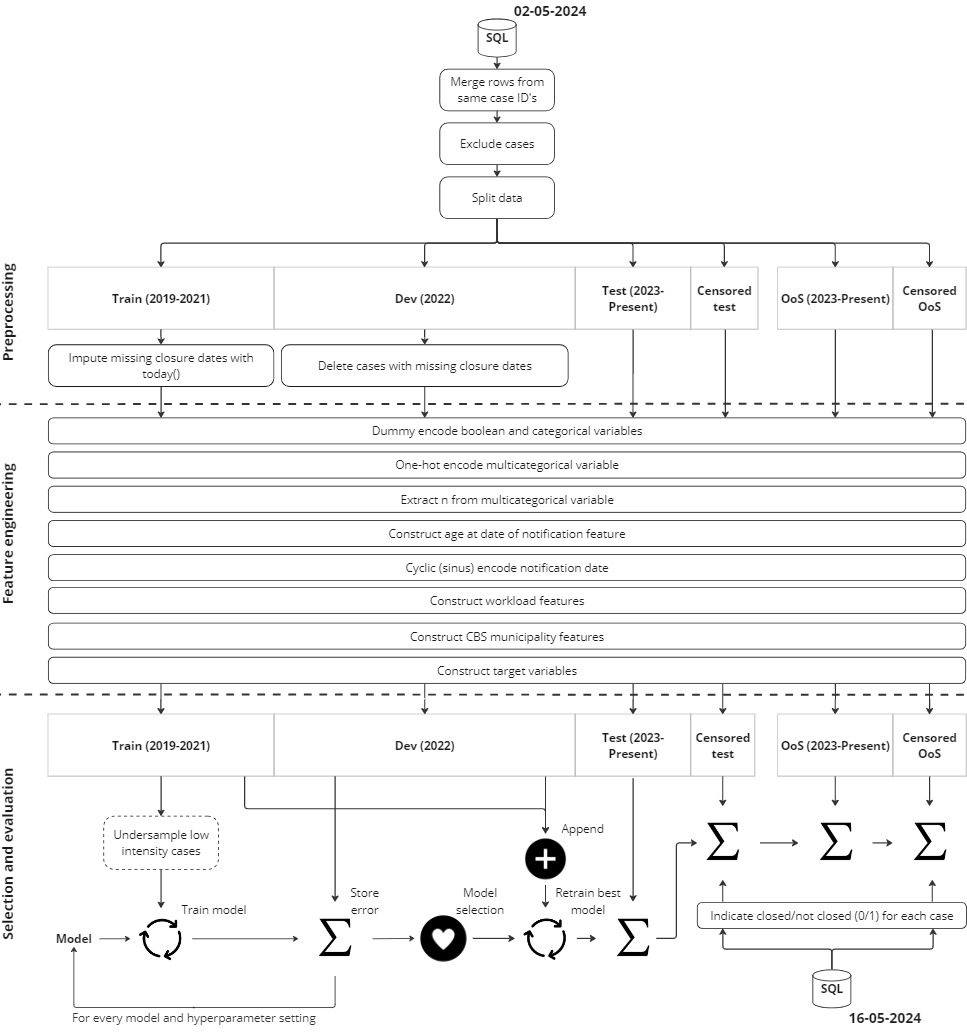 02-05-2024
SQL
Merge rows from
same case ID's
Exclude cases
Split data
Preprocessing
Train (2019-2021)
Dev (2022)
Test (2023-
Present)
Censored
test
OoS (2023-Present)
Censored
OoS
Impute missing closure dates with
today()
Delete cases with missing closure dates
Feature engineering
Dummy encode boolean and categorical variables
One-hot encode multicategorical variable
Extract n from multicategorical variable
Construct age at date of notification feature
Cyclic (sinus) encode notification date
Construct workload features
Construct CBS municipality features
Construct target variables
Selection and evaluation
Train (2019-2021)
Dev (2022)
Test (2023-
Present)
Censored
test
OoS (2023-Present)
Censored
OoS
Undersample low
intensity cases
Append
Σ
Σ
Σ
Train model
Store
error
Model
selection
Retrain best
model
Indicate closed/not closed (0/1) for each case
Model
Σ
Σ
SQL
16-05-2024
For every model and hyperparameter setting